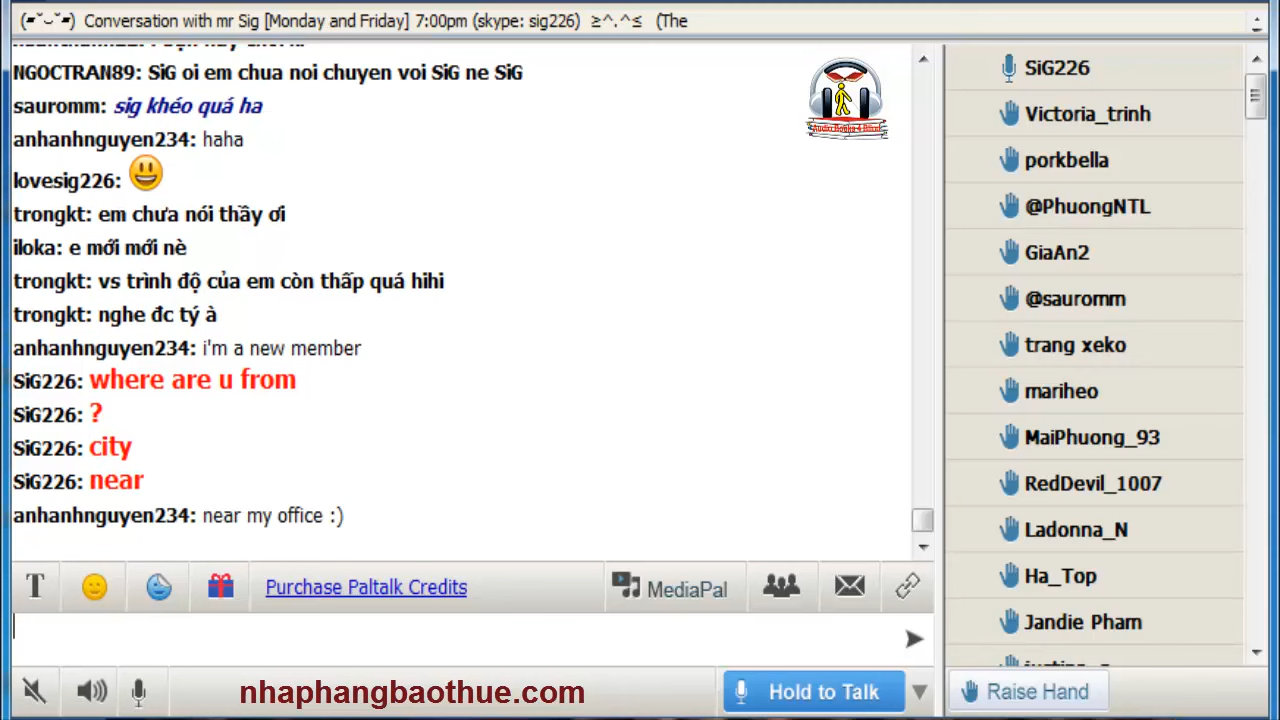 (▰˘◡˘▰) Conversation with mr Sig [Monday and Friday] 7:00pm (skype: sig226) ≥^.^≤ (The
NGOCTRAN89: SiG oi em chua noi chuyen voi SiG ne SiG
sauromm: sig khéo quá ha
anhanhnguyen234: haha
lovesig226:
trongkt: em chưa nói thầy ơi
iloka: e mới mới nè
trongkt: vs trình độ của em còn thấp quá hihi
trongkt: nghe đc tý à
anhanhnguyen234: i'm a new member
SiG226: where are u from
SiG226: ?
SiG226: city
SiG226: near
anhanhnguyen234: near my office :)
Audio Books 4 Blind
T
Purchase Paltalk Credits
MediaPal
nhaphangbaothue.com
Hold to Talk
SiG226
Victoria_trinh
porkbella
@PhuongNTL
GiaAn2
@sauromm
trang xeko
mariheo
MaiPhuong_93
RedDevil_1007
Ladonna_N
Ha_Top
Jandie Pham
Raise Hand